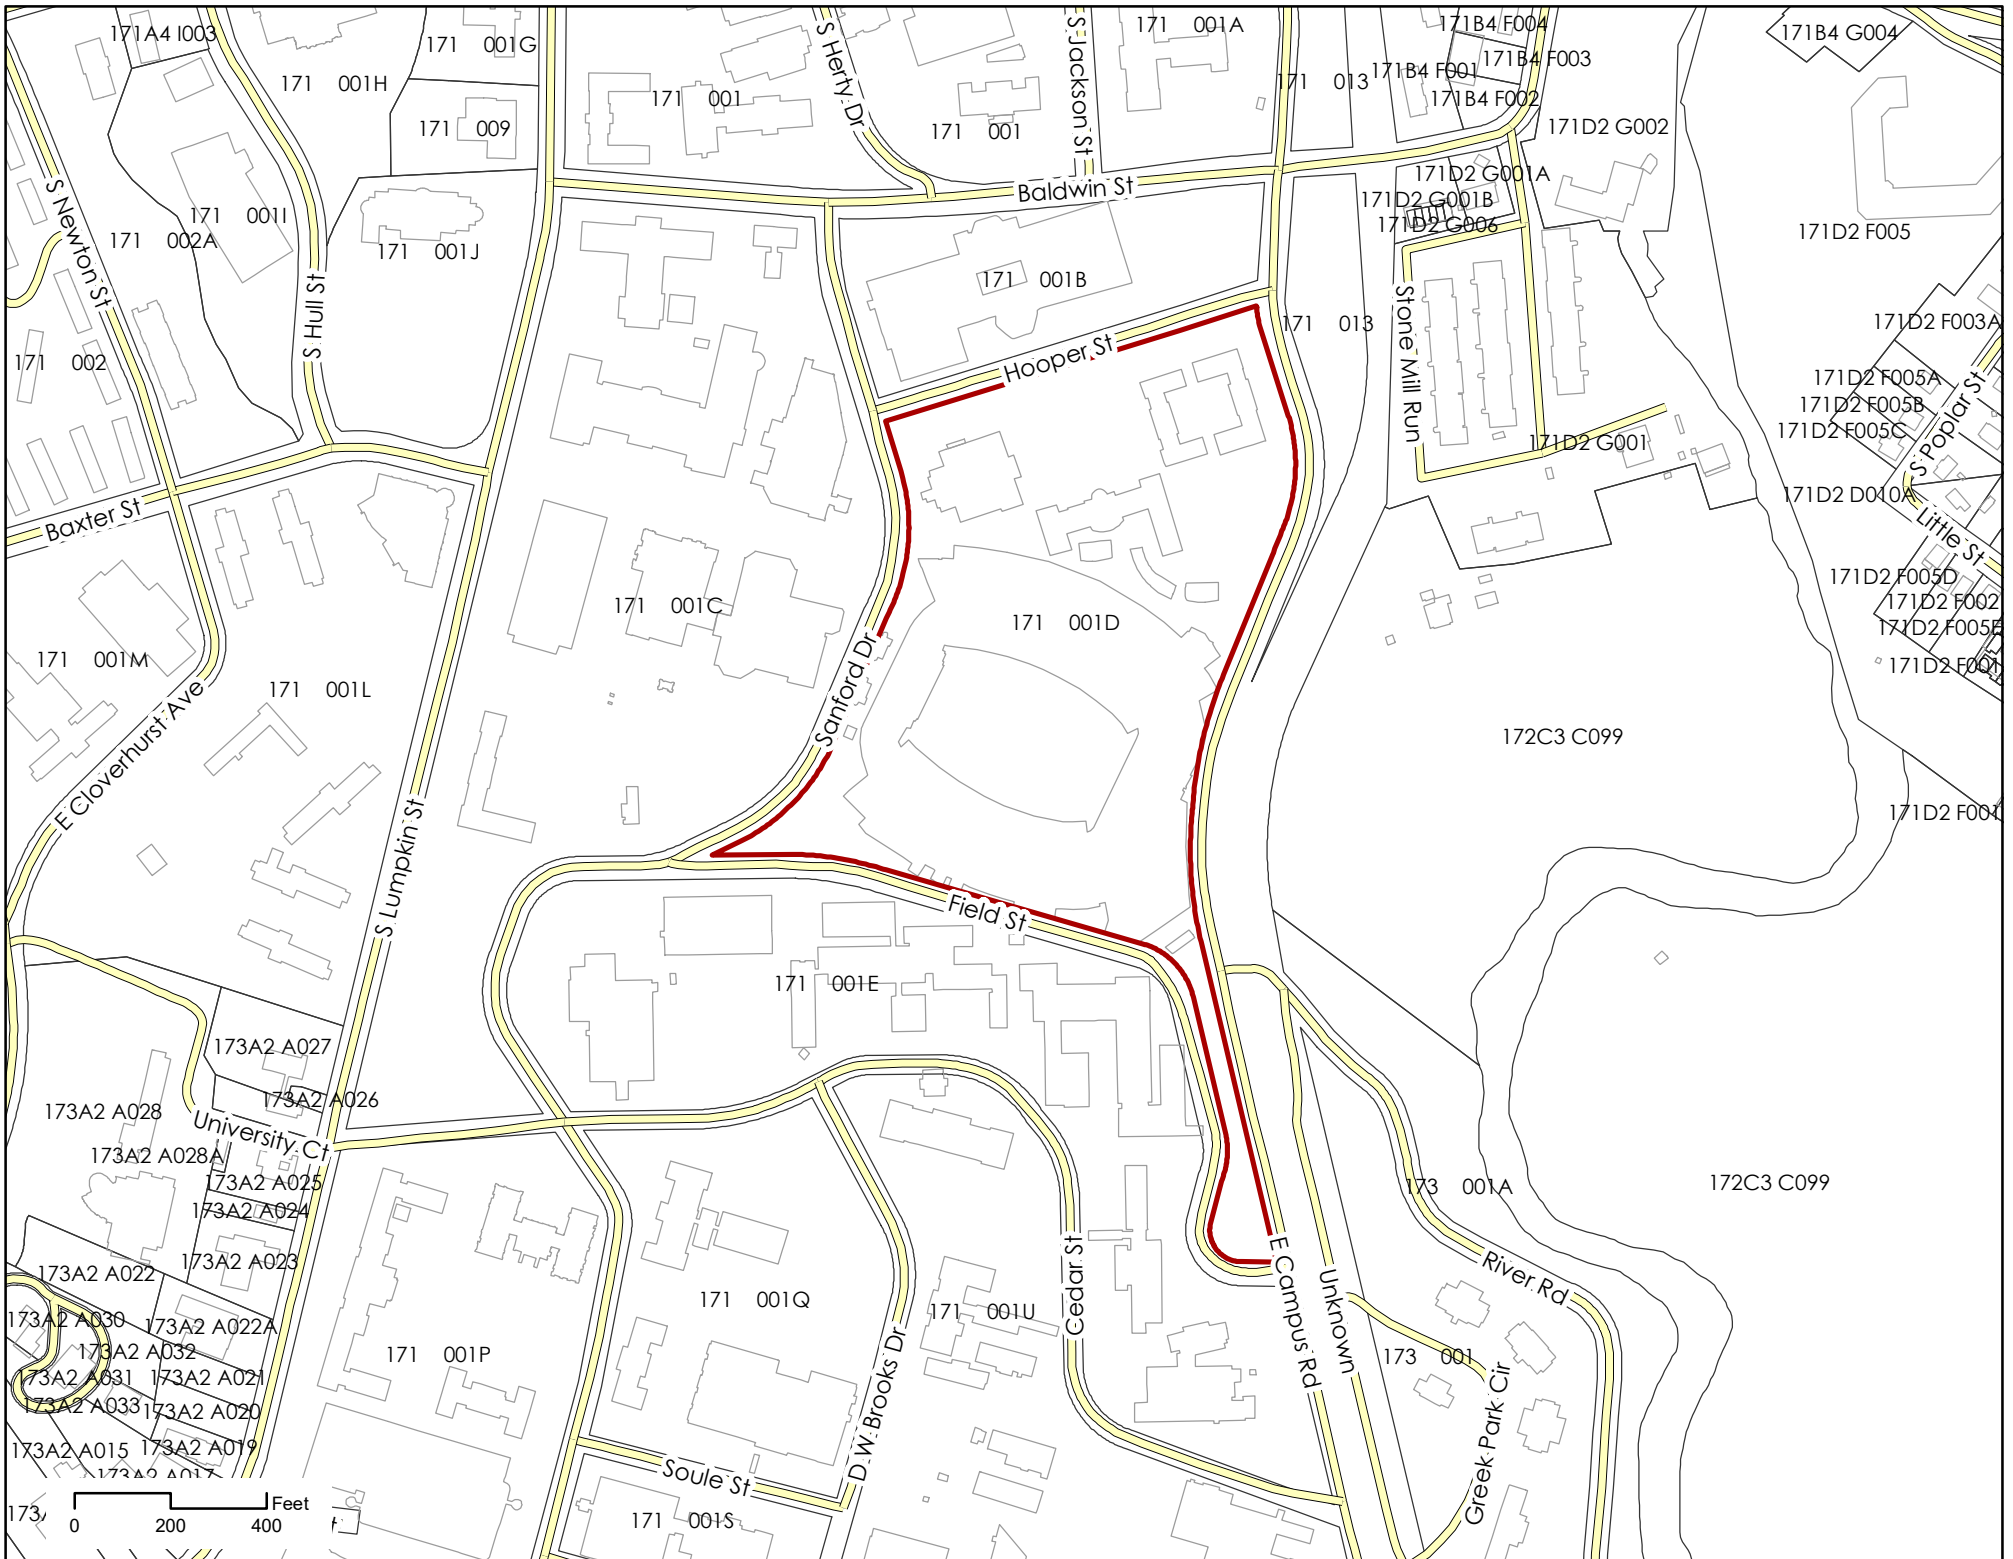 171A4 I003
171 001G
171 001H
171 009
171 001
S Herty Dr
171 001
S Jackson St
171 001A
171 013
171B4 F004
171B4 F003
171B4 F001
171B4 F002
171B4 G004
171D2 G002
S Newton St
171 001I
171 002A
171 001J
S Hull St
Baldwin St
171D2 G001A
171D2 G001B
171D2 G006
171D2 F005
171 001B
171 002
Hooper St
171 013
Stone Mill Run
171D2 F003A
171D2 F005A
171D2 F005B
171D2 F005C
S Poplar St
171D2 G001
171D2 D010A
Little St
Baxter St
171D2 F005D
171D2 F002
171D2 F005E
171D2 F001
171 001C
171 001D
171 001M
171 001L
E Cloverhurst Ave
S Lumpkin St
Sanford Dr
172C3 C099
171D2 F001
Field St
171 001E
173A2 A027
173A2 A026
173A2 A028
University Ct
173A2 A028A
173A2 A025
173A2 A024
173A2 A023
173A2 A022
173 001A
172C3 C099
River Rd
E Campus Rd
Unknown
Cedar St
171 001Q
171 001U
171 001P
173A2 A030
173A2 A022A
173A2 A032
173A2 A031
173A2 A021
173A2 A033
173A2 A020
173A2 A015
173A2 A019
173A2 A017
D W Brooks Dr
173 001
Greek Park Cir
Soule St
171 001S
0 200 400 Feet